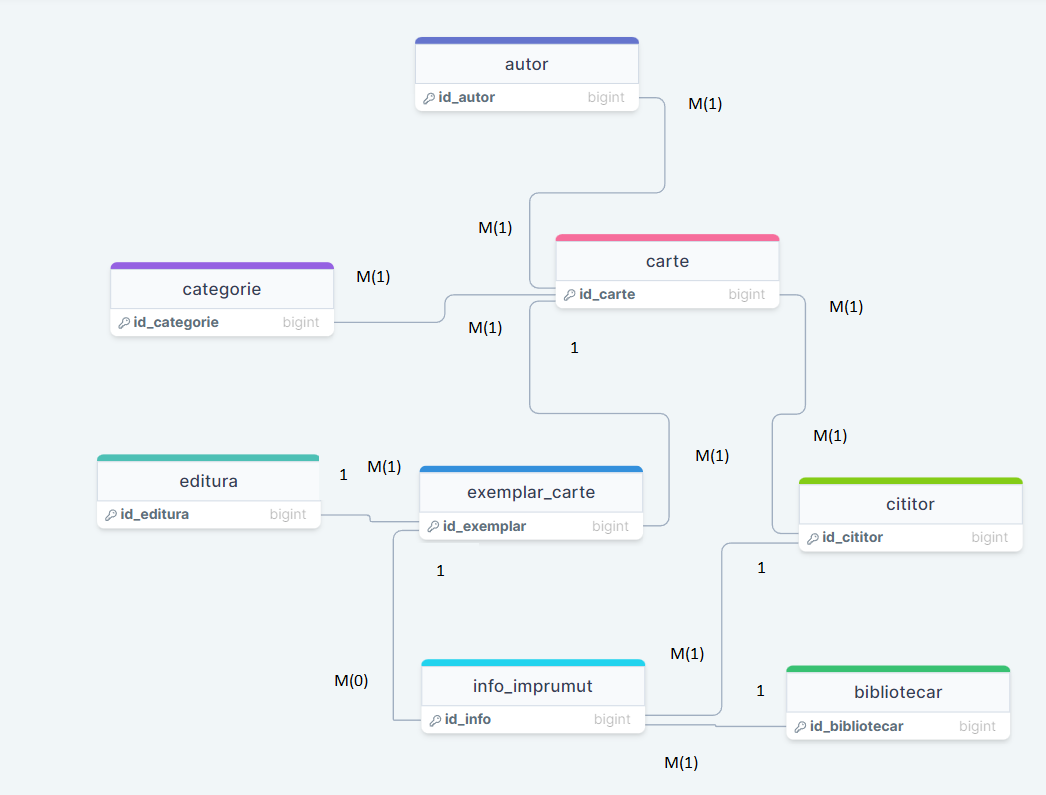 autor
id_autor bigint
M(1)
M(1)
carte
id_carte bigint
categorie
id_categorie bigint
M(1)
M(1)
1
M(1)
M(1)
M(1)
editura
id_editura bigint
1
M(1)
exemplar_carte
id_exemplar bigint
1
cititor
id_cititor bigint
1
M(1)
M(0)
info_imprumut
id_info bigint
1
M(1)
bibliotecar
id_bibliotecar bigint